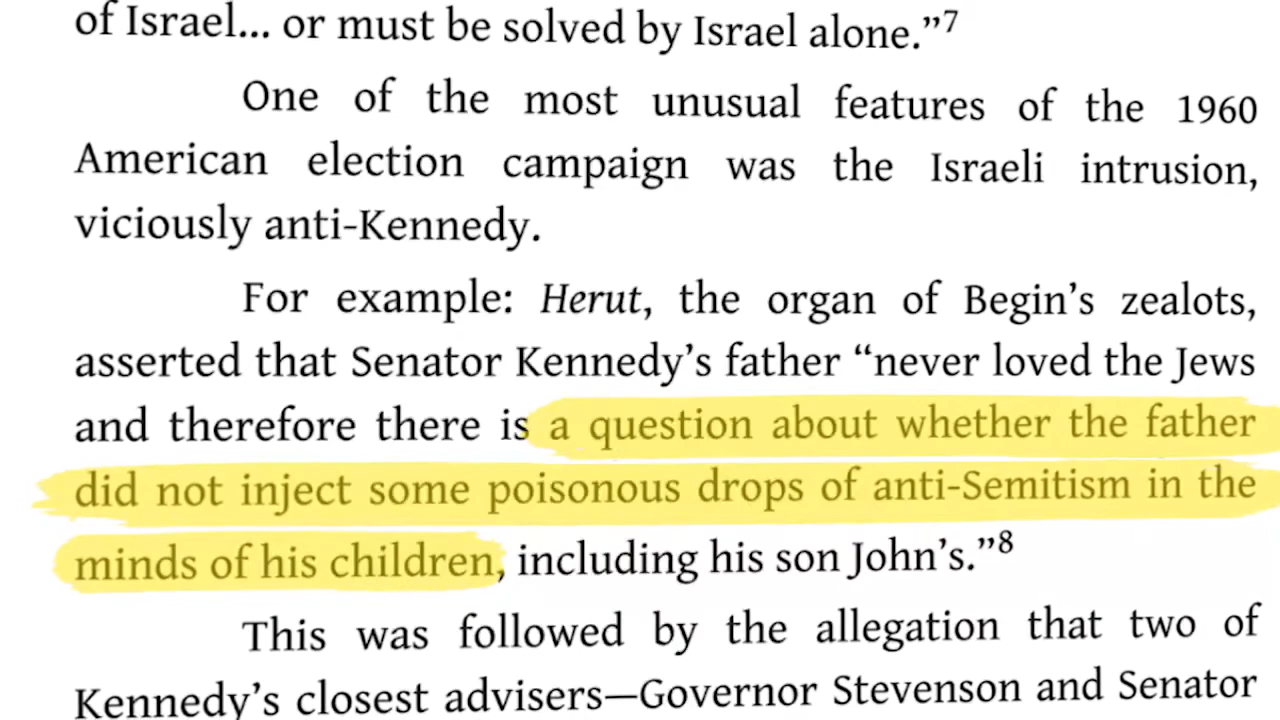 of Israel... or must be solved by Israel alone.”7
One of the most unusual features of the 1960
American election campaign was the Israeli intrusion,
viciously anti-Kennedy.
For example: Herut, the organ of Begin’s zealots,
asserted that Senator Kennedy’s father “never loved the Jews
and therefore there is a question about whether the father
did not inject some poisonous drops of anti-Semitism in the
minds of his children, including his son John’s.”8
This was followed by the allegation that two of
Kennedy’s closest advisers—Governor Stevenson and Senator